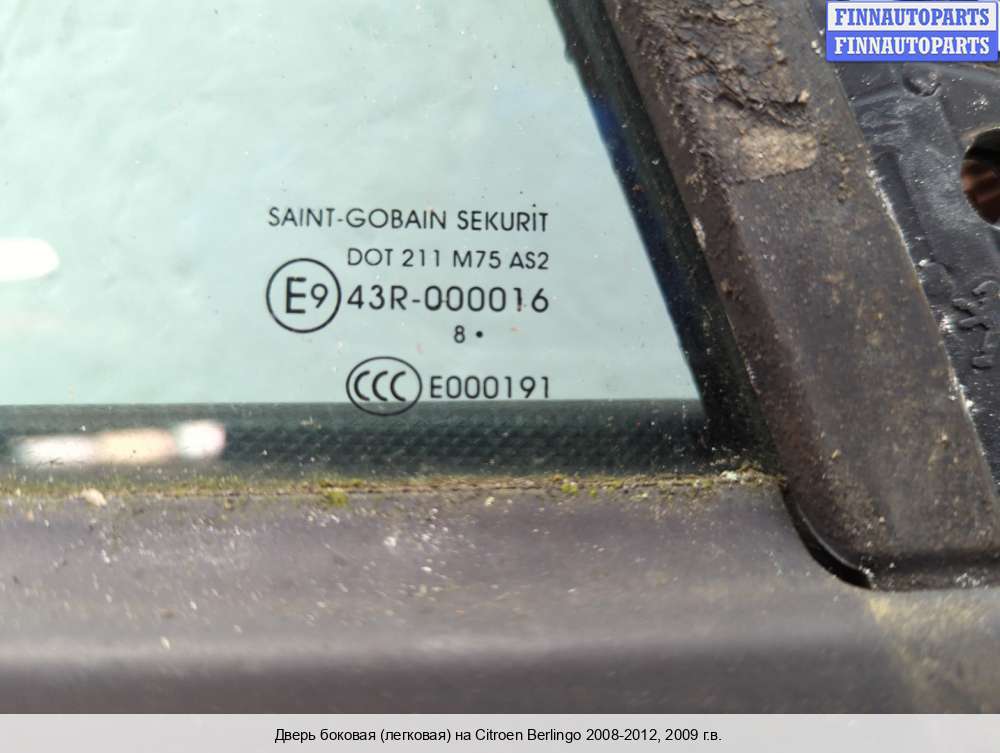 FINNAUTOPARTS
FINNAUTOPARTS
SAINT-GOBAIN SEKURIT
DOT 211 M75 AS2
E9 43R-000016
8 •
CCC E000191
Дверь боковая (легковая) на Citroen Berlingo 2008-2012, 2009 г.в.